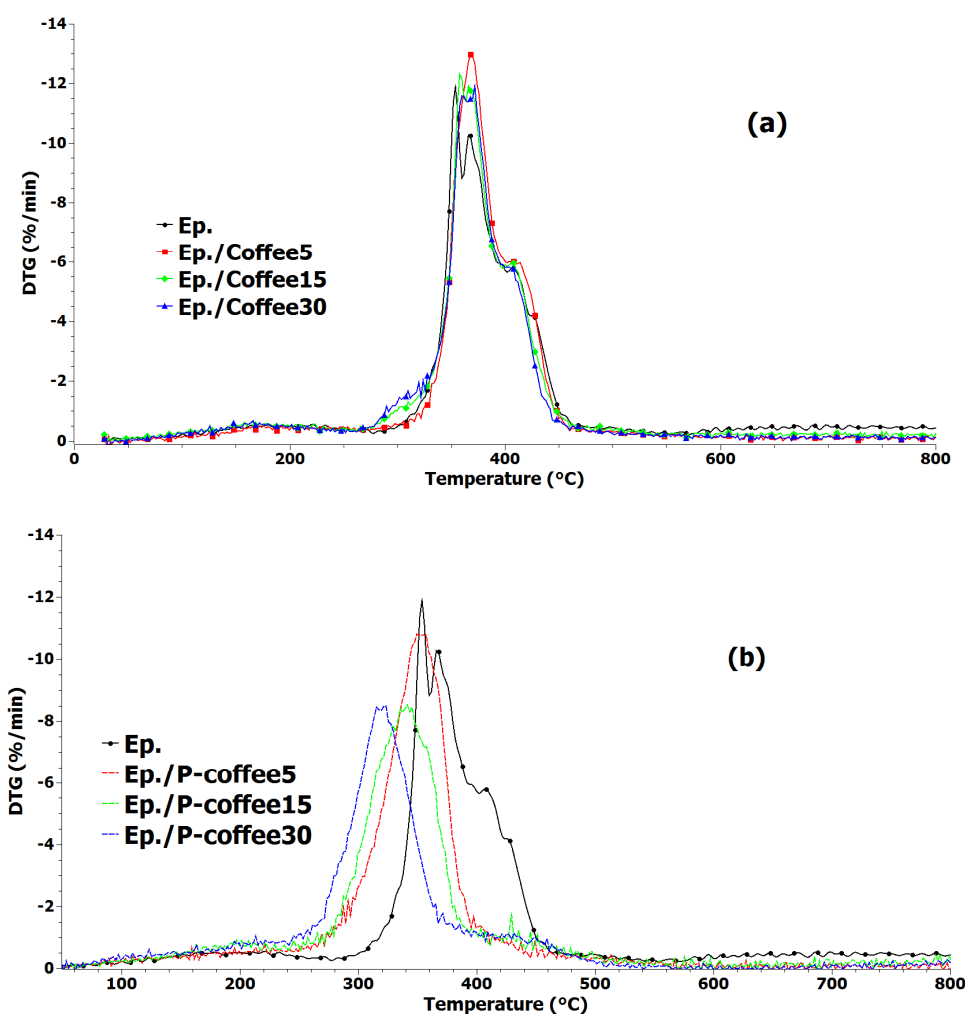 -14
-12
(a)
-10
-8
DTG (%/min)
Ep.
-6
Ep./Coffee5
Ep./Coffee15
-4
Ep./Coffee30
-2
0
0 200 400 600 800
Temperature (°C)
-14
-12
(b)
-10
-8
DTG (%/min)
Ep.
-6
Ep./P-coffee5
Ep./P-coffee15
-4
Ep./P-coffee30
-2
0
100 200 300 400 500 600 700 800
Temperature (°C)